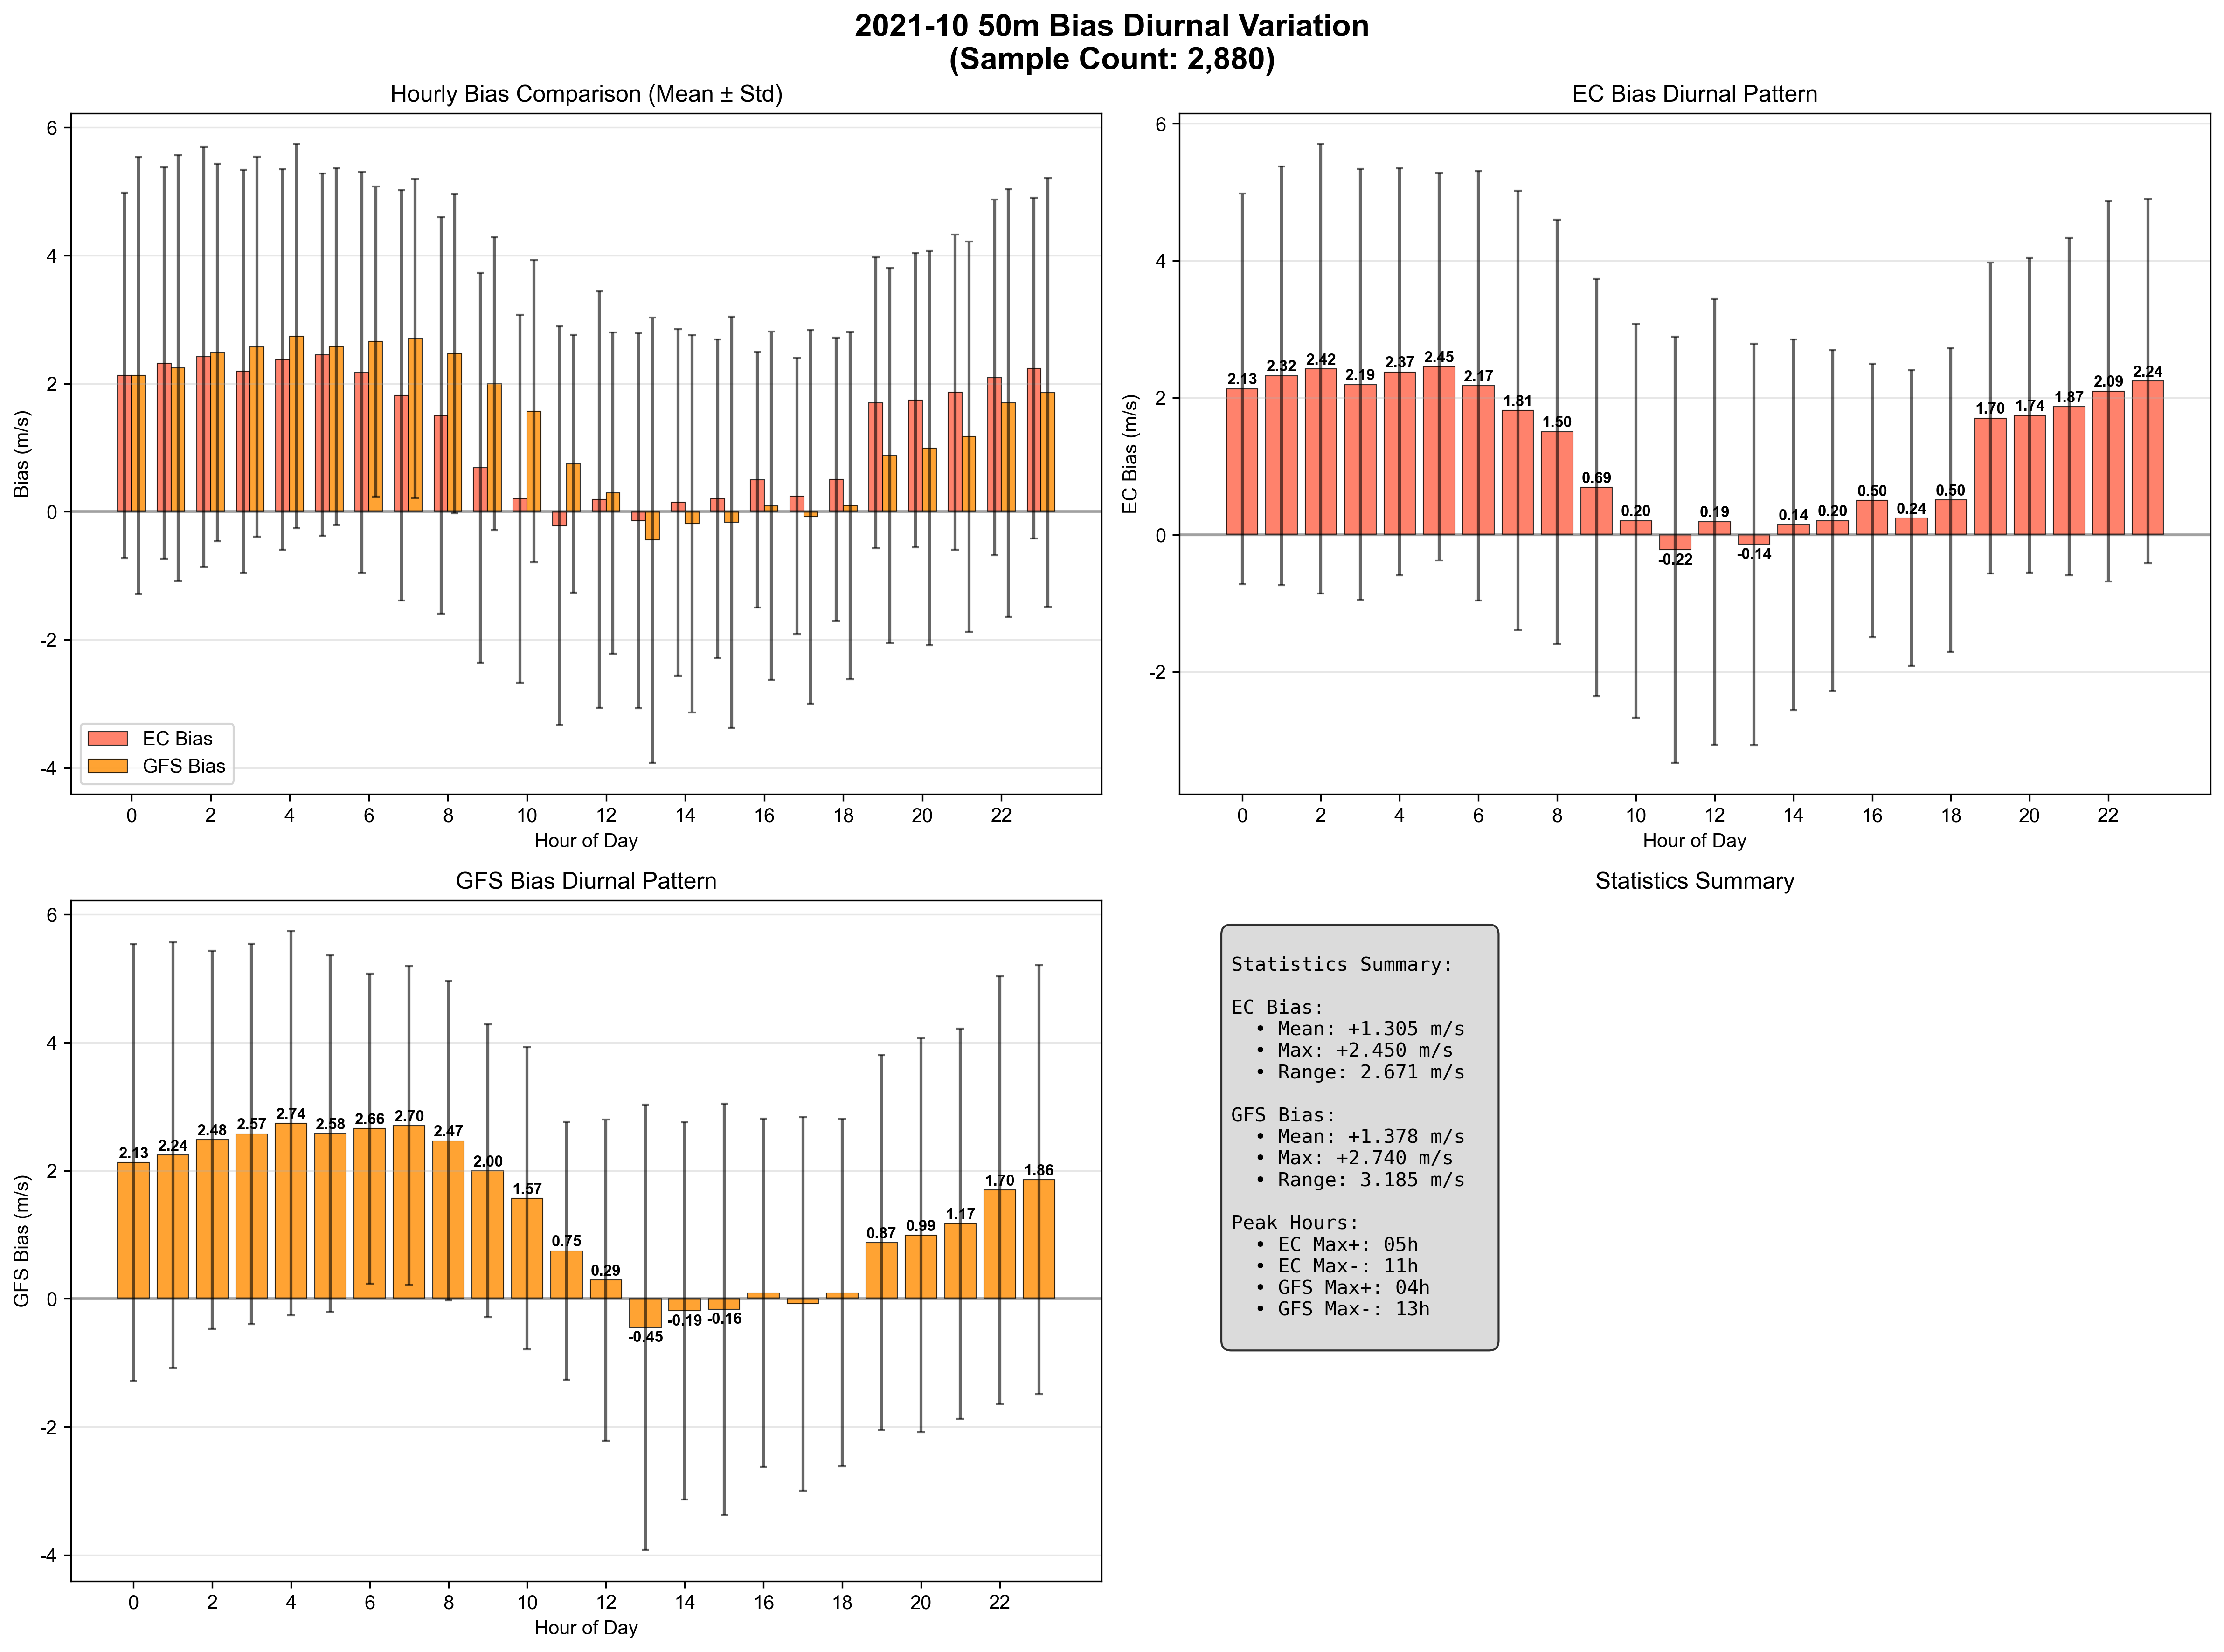 2021-10 50m Bias Diurnal Variation
(Sample Count: 2,880)
Hourly Bias Comparison (Mean ± Std)
Bias (m/s)
6
4
2
0
-2
-4
EC Bias
GFS Bias
0 2 4 6 8 10 12 14 16 18 20 22
Hour of Day
EC Bias Diurnal Pattern
EC Bias (m/s)
6
4
2
0
-2
2.13 2.32 2.42 2.19 2.37 2.45 2.17 1.81 1.50 0.69 0.20 -0.22 0.19 -0.14 0.14 0.20 0.50 0.24 0.50 1.70 1.74 1.87 2.09 2.24
0 2 4 6 8 10 12 14 16 18 20 22
Hour of Day
GFS Bias Diurnal Pattern
GFS Bias (m/s)
6
4
2
0
-2
-4
2.13 2.24 2.48 2.57 2.74 2.58 2.66 2.70 2.47 2.00 1.57 0.75 0.29 -0.45 -0.19 -0.16 0.87 0.99 1.17 1.70 1.86
0 2 4 6 8 10 12 14 16 18 20 22
Hour of Day
Statistics Summary
Statistics Summary:
EC Bias:
• Mean: +1.305 m/s
• Max: +2.450 m/s
• Range: 2.671 m/s
GFS Bias:
• Mean: +1.378 m/s
• Max: +2.740 m/s
• Range: 3.185 m/s
Peak Hours:
• EC Max+: 05h
• EC Max-: 11h
• GFS Max+: 04h
• GFS Max-: 13h